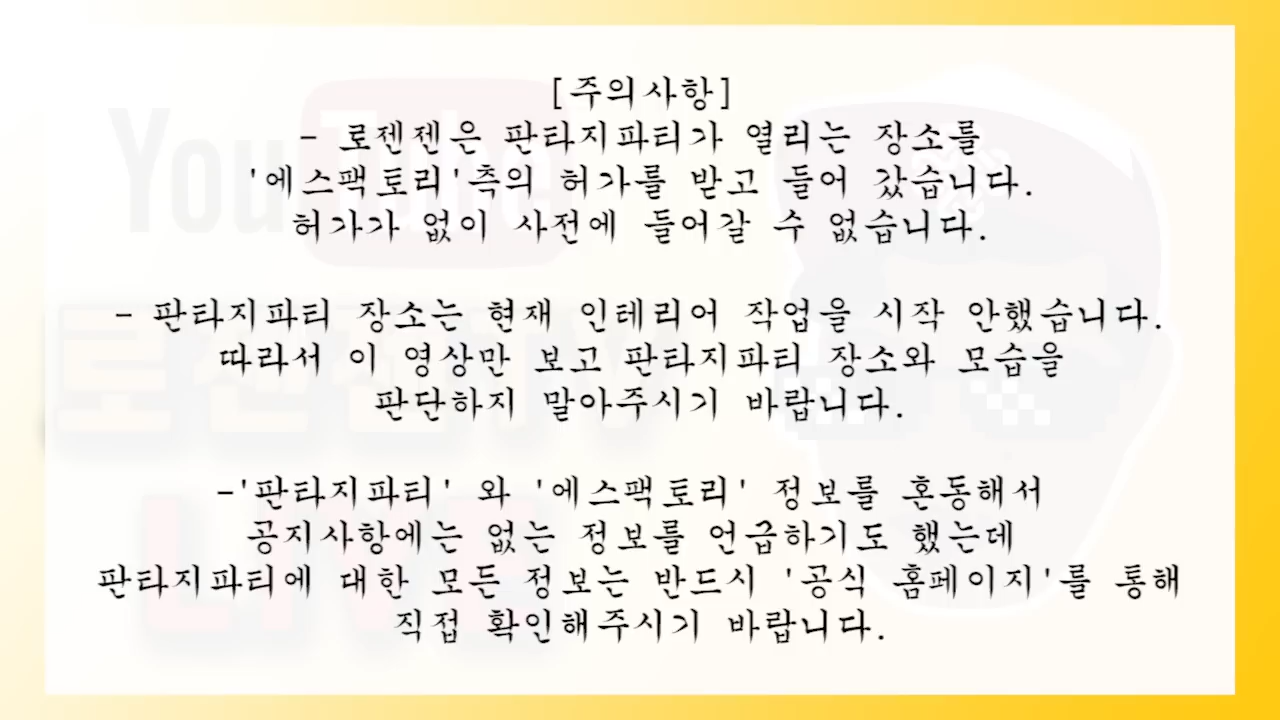 [주의사항]
- 로젠젠은 판타지파티가 열리는 장소를
'에스팩토리'측의 허가를 받고 들어 갔습니다.
허가가 없이 사전에 들어갈 수 없습니다.
- 판타지파티 장소는 현재 인테리어 작업을 시작 안했습니다.
따라서 이 영상만 보고 판타지파티 장소와 모습을
판단하지 말아주시기 바랍니다.
-'판타지파티' 와 '에스팩토리' 정보를 혼동해서
공지사항에는 없는 정보를 언급하기도 했는데
판타지파티에 대한 모든 정보는 반드시 '공식 홈페이지'를 통해
직접 확인해주시기 바랍니다.
YouTube
로젠젠TV
LIVE